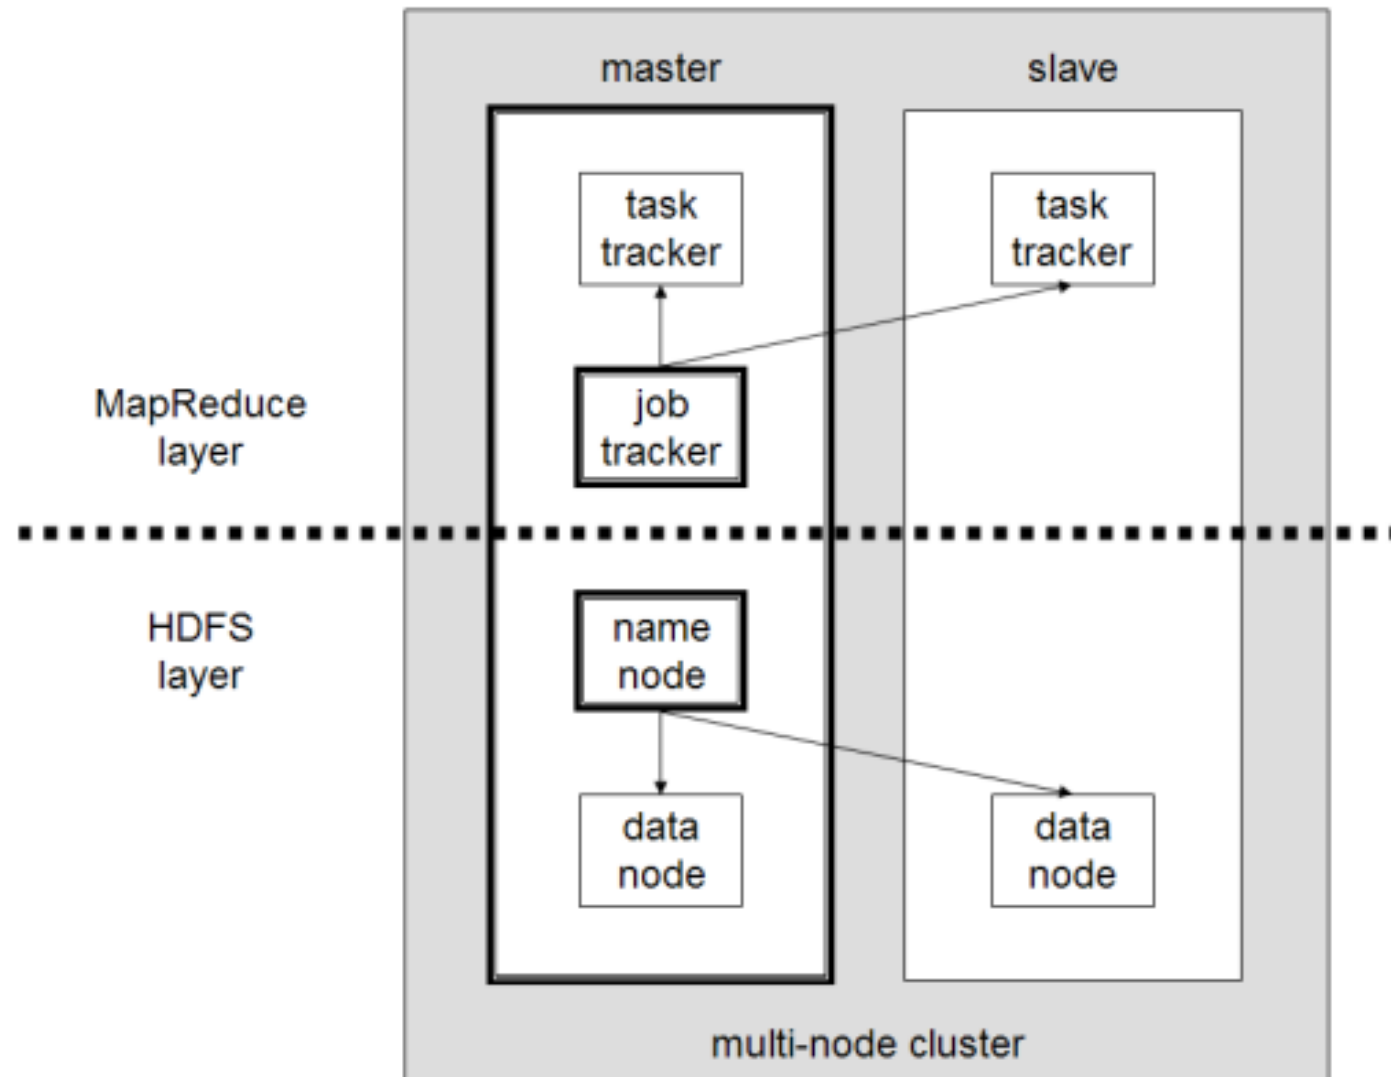 master
slave
task
tracker
task
tracker
MapReduce
layer
job
tracker
HDFS
layer
name
node
data
node
data
node
multi-node cluster